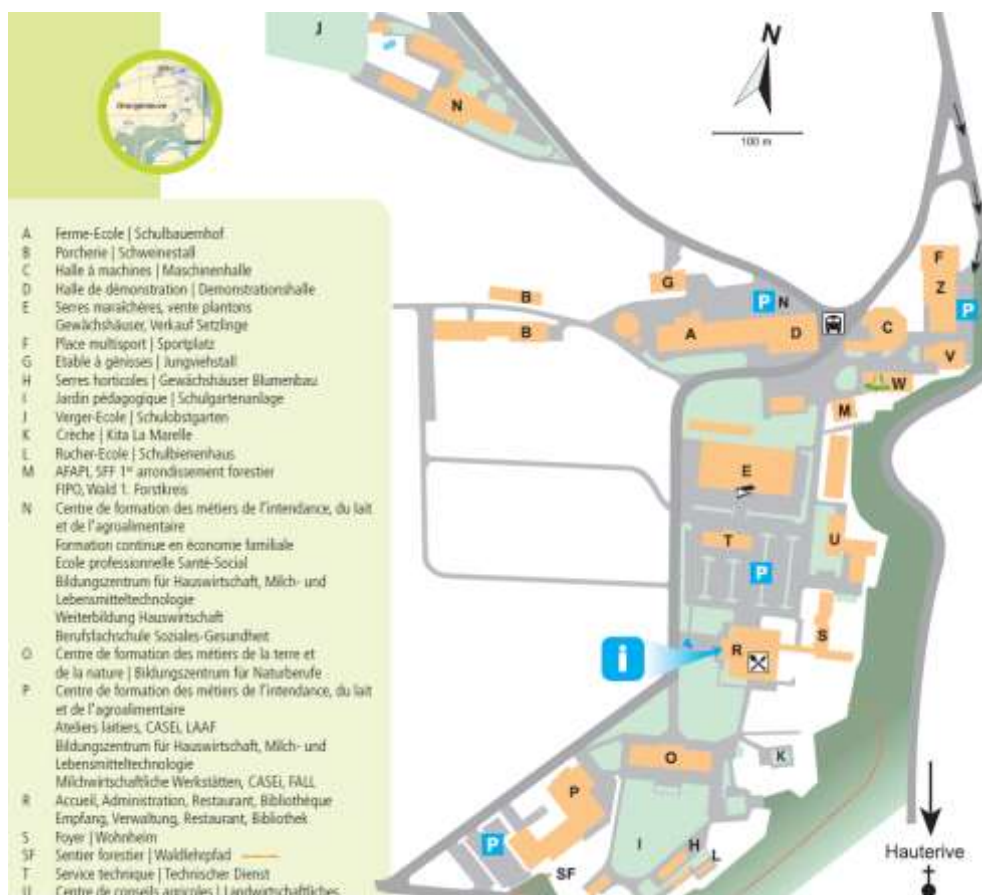 J
Grangeneuve
N
N
100 m
A Ferme-Ecole | Schulbauernhof
B Porcherie | Schweinestall
C Halle à machines | Maschinenhalle
D Halle de démonstration | Demonstrationshalle
E Serres maraîchères, vente plantons
Gewächshäuser, Verkauf Setzlinge
F Place multisport | Sportplatz
G Etable à génisses | Jungviehstall
H Serres horticoles | Gewächshäuser Blumenbau
I Jardin pédagogique | Schulgartenanlage
J Verger-Ecole | Schulobstgarten
K Crèche | Kita La Marelle
L Rucher-Ecole | Schulbienenhaus
M AFAPI, SFF 1er arrondissement forestier
FIPO, Wald 1. Forstkreis
N Centre de formation des métiers de l'intendance, du lait
et de l'agroalimentaire
Formation continue en économie familiale
Ecole professionnelle Santé-Social
Bildungszentrum für Hauswirtschaft, Milch- und
Lebensmitteltechnologie
Weiterbildung Hauswirtschaft
Berufsfachschule Soziales-Gesundheit
O Centre de formation des métiers de la terre et
de la nature | Bildungszentrum für Naturberufe
P Centre de formation des métiers de l'intendance, du lait
et de l'agroalimentaire
Ateliers laitiers, CASEi, LAAF
Bildungszentrum für Hauswirtschaft, Milch- und
Lebensmitteltechnologie
Milchwirtschaftliche Werkstätten, CASEi, FALL
R Accueil, Administration, Restaurant, Bibliothèque
Empfang, Verwaltung, Restaurant, Bibliothek
S Foyer | Wohnheim
SF Sentier forestier | Waldlehrpfad
T Service technique | Technischer Dienst
U Centre de conseils agricoles | Landwirtschaftliches
F
Z
G
B
P N
P
A
D
C
B
V
W
M
E
U
T
P
S
i
R
K
O
P
P
I
H
L
SF
Hauterive